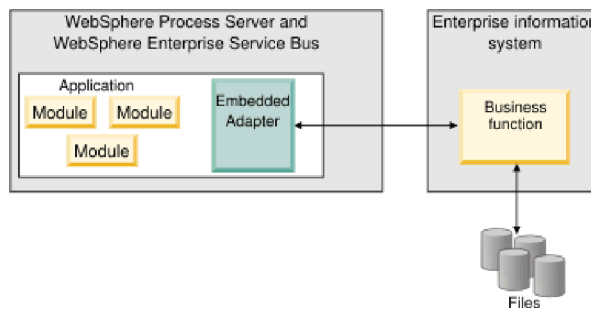 WebSphere Process Server and
WebSphere Enterprise Service Bus
Application
Module
Module
Module
Embedded
Adapter
Enterprise information
system
Business
function
Files